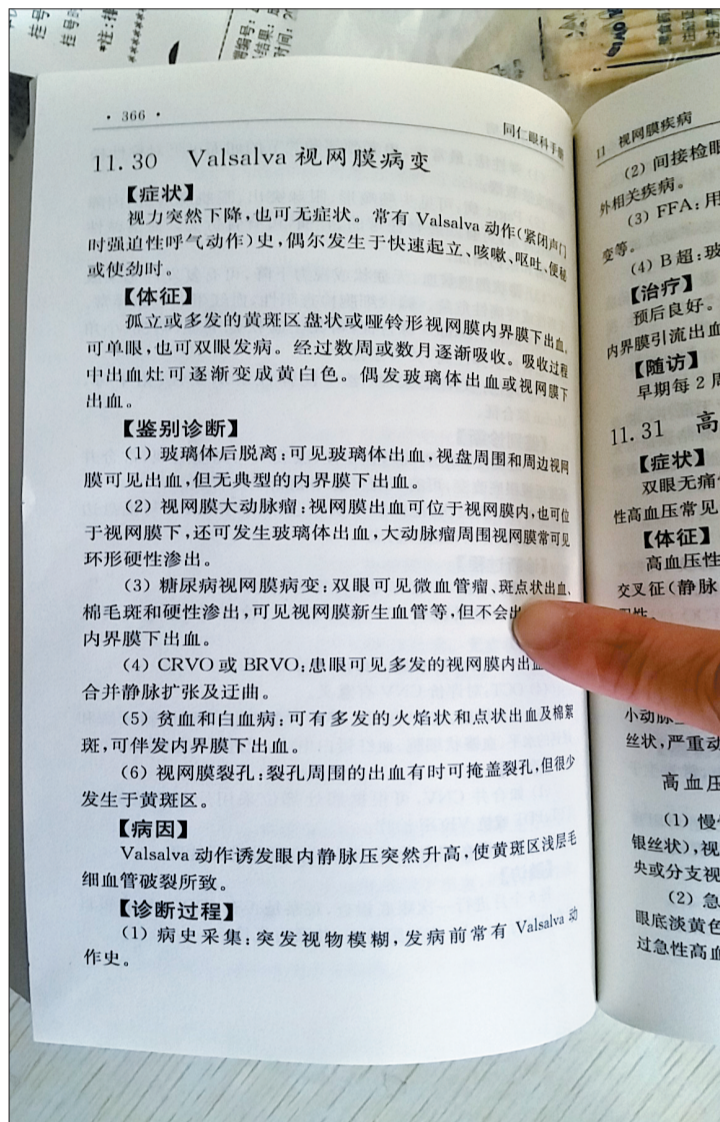 挂号
·366·
同仁眼科手册
11.30 Valsalva 视网膜病变
【症状】
视力突然下降,也可无症状。常有 Valsalva 动作(紧闭声门
时强迫性呼气动作)史,偶尔发生于快速起立、咳嗽、呕吐、便秘
或使劲时。
【体征】
孤立或多发的黄斑区盘状或哑铃形视网膜内界膜下出血,
可单眼,也可双眼发病。经过数周或数月逐渐吸收。吸收过程
中出血灶可逐渐变成黄白色。偶发玻璃体出血或视网膜下
出血。
【鉴别诊断】
(1) 玻璃体后脱离:可见玻璃体出血,视盘周围和周边视网
膜可见出血,但无典型的内界膜下出血。
(2) 视网膜大动脉瘤:视网膜出血可位于视网膜内,也可位
于视网膜下,还可发生玻璃体出血,大动脉瘤周围视网膜常可见
环形硬性渗出。
(3) 糖尿病视网膜病变:双眼可见微血管瘤、斑点状出血、
棉毛斑和硬性渗出,可见视网膜新生血管等,但不会出
内界膜下出血。
(4) CRVO 或 BRVO:患眼可见多发的视网膜内出血
合并静脉扩张及迂曲。
(5) 贫血和白血病:可有多发的火焰状和点状出血及棉絮
斑,可伴发内界膜下出血。
(6) 视网膜裂孔:裂孔周围的出血有时可掩盖裂孔,但很少
发生于黄斑区。
【病因】
Valsalva 动作诱发眼内静脉压突然升高,使黄斑区浅层毛
细血管破裂所致。
【诊断过程】
(1) 病史采集:突发视物模糊,发病前常有 Valsalva 动
作史。
11 视网膜疾病
(2) 间接检眼
外相关疾病。
(3) FFA:用
变等。
(4) B超:玻
【治疗】
预后良好。
内界膜引流出血
【随访】
早期每 2 周
11.31 高
【症状】
双眼无痛
性高血压常见
【体征】
高血压性
交叉征(静脉
小动脉
丝状,严重动
高血压
(1) 慢
银丝状),视
央或分支视
(2) 急
眼底淡黄色
过急性高血